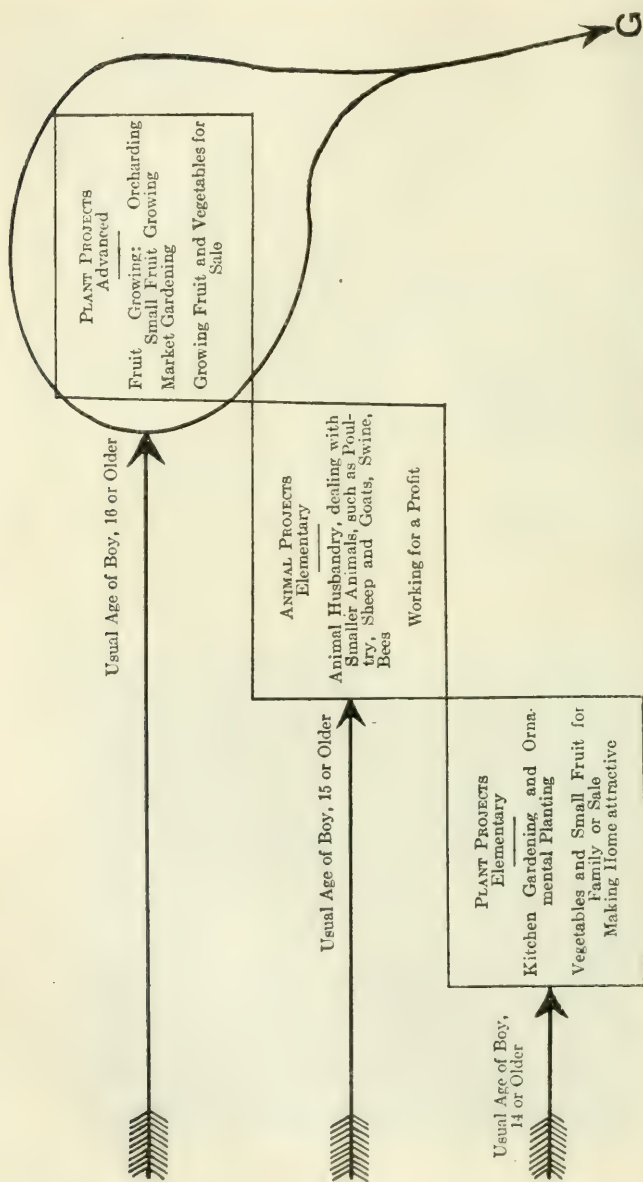 Usual Age of Boy, 16 or Older
PLANT PROJECTS
Advanced
Fruit Growing: Orcharding
Small Fruit Growing
Market Gardening
Growing Fruit and Vegetables for
Sale
Usual Age of Boy, 15 or Older
ANIMAL PROJECTS
Elementary
Animal Husbandry, dealing with
Smaller Animals, such as Poul-
try, Sheep and Goats, Swine,
Bees
Working for a Profit
Usual Age of Boy,
14 or Older
PLANT PROJECTS
Elementary
Kitchen Gardening and Orna-
mental Planting
Vegetables and Small Fruit for
Family or Sale
Making Home attractive
G